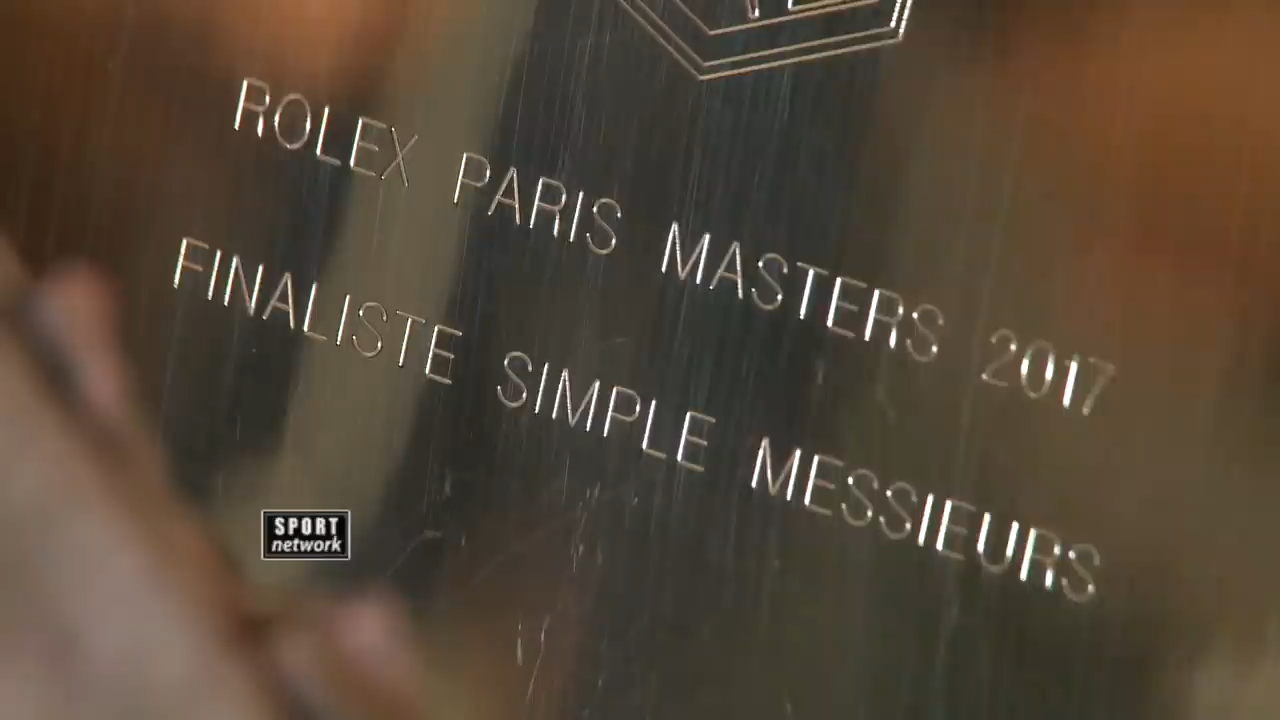 ROLEX PARIS MASTERS 2017
FINALISTE SIMPLE MESSIEURS
SPORT
network